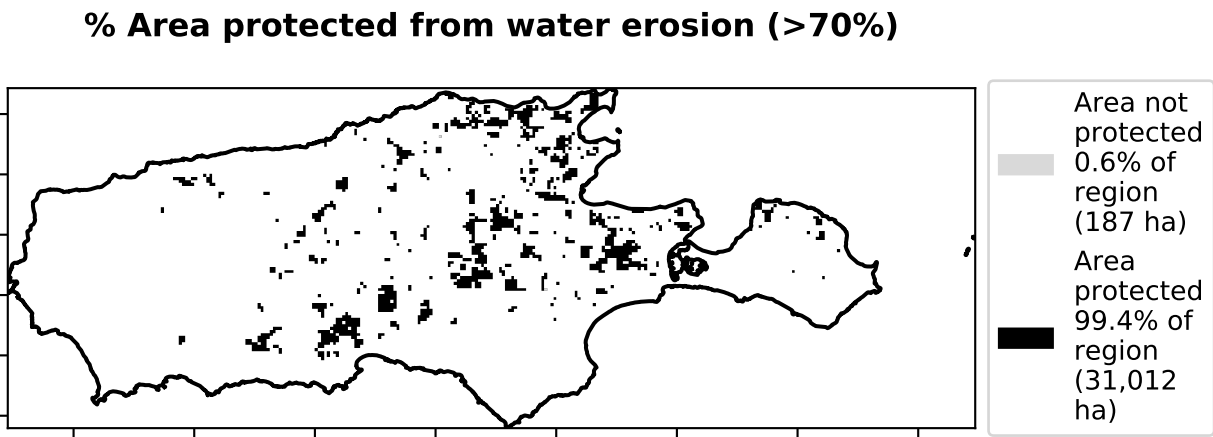 % Area protected from water erosion (>70%)
Area not
protected
0.6% of
region
(187 ha)
Area
protected
99.4% of
region
(31,012
ha)